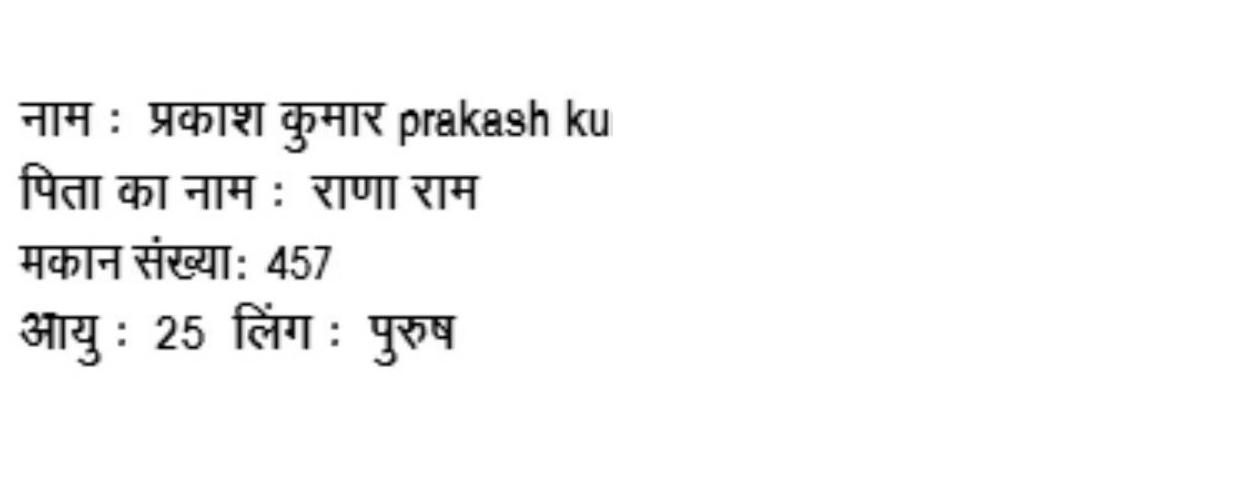 नाम : प्रकाश कुमार prakash ku
पिता का नाम : राणा राम
मकान संख्या: 457
आयु : 25 लिंग : पुरुष